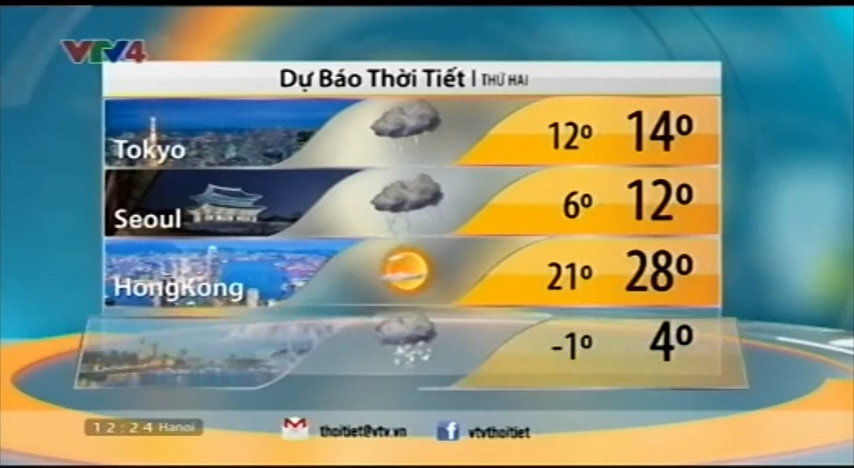 VTV4
Dự Báo Thời Tiết | THỨ HAI
Tokyo 12º 14º
Seoul 6º 12º
HongKong 21º 28º
-1º 4º
12:24 Hanoi
thoitiet@vtv.vn vtvthoitiet